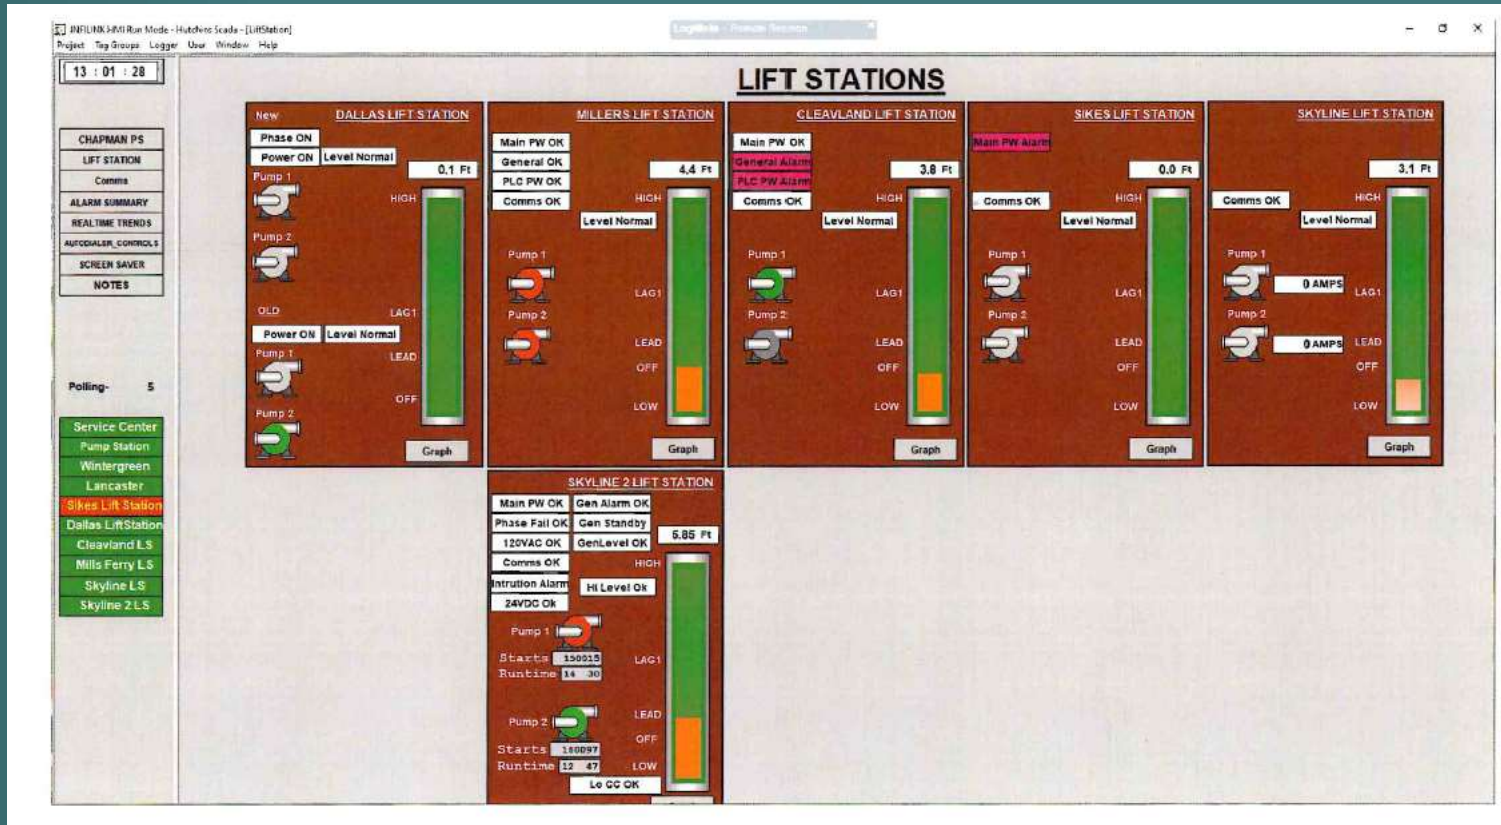 INFILINK-HMI Run Mode - Hutchins Scada - [LiftStation]
LogMeIn - Remote Session
Project Tag Groups Logger User Window Help
13 : 01 : 28
CHAPMAN PS
LIFT STATION
Comms
ALARM SUMMARY
REALTIME TRENDS
AUTODIALER_CONTROLS
SCREEN SAVER
NOTES
Polling- 5
Service Center
Pump Station
Wintergreen
Lancaster
Sikes Lift Station
Dallas LiftStation
Cleavland LS
Mills Ferry LS
Skyline LS
Skyline 2 LS
LIFT STATIONS
New DALLAS LIFT STATION
Phase ON
Power ON Level Normal
0.1 Ft
Pump 1
HIGH
Pump 2
OLD LAG1
Power ON Level Normal
Pump 1 LEAD
OFF
Pump 2
Graph
MILLERS LIFT STATION
Main PW OK
General OK
4.4 Ft
PLC PW OK
Comms OK HIGH
Level Normal
Pump 1
LAG1
Pump 2
LEAD
OFF
LOW
Graph
CLEAVLAND LIFT STATION
Main PW OK
General Alarm
3.8 Ft
PLC PW Alarm
Comms OK HIGH
Level Normal
Pump 1
LAG1
Pump 2
LEAD
OFF
LOW
Graph
SIKES LIFT STATION
Main PW Alarm
0.0 Ft
Comms OK HIGH
Level Normal
Pump 1
LAG1
Pump 2
LEAD
OFF
LOW
Graph
SKYLINE LIFT STATION
3.1 Ft
Comms OK HIGH
Level Normal
Pump 1
0 AMPS LAG1
Pump 2
0 AMPS LEAD
OFF
LOW
Graph
SKYLINE 2 LIFT STATION
Main PW OK Gen Alarm OK
Phase Fail OK Gen Standby
5.85 Ft
120VAC OK GenLevel OK
Comms OK HIGH
Intrution Alarm Hi Level Ok
24VDC Ok
Pump 1
Starts 150015 LAG1
Runtime 14 30
Pump 2 LEAD
OFF
Starts 160097
Runtime 12 47 LOW
Lo CC OK